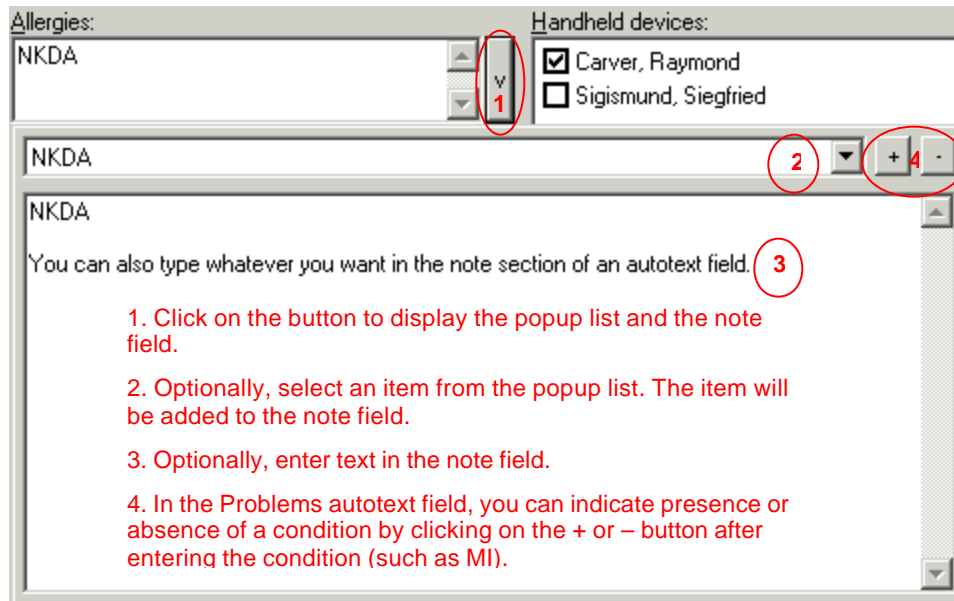 Allergies:
Handheld devices:
NKDA
v
1
Carver, Raymond
Sigismund, Siegfried
NKDA
2
+
4
-
NKDA
You can also type whatever you want in the note section of an autotext field.
3
1. Click on the button to display the popup list and the note
field.
2. Optionally, select an item from the popup list. The item will
be added to the note field.
3. Optionally, enter text in the note field.
4. In the Problems autotext field, you can indicate presence or
absence of a condition by clicking on the + or – button after
entering the condition (such as MI).